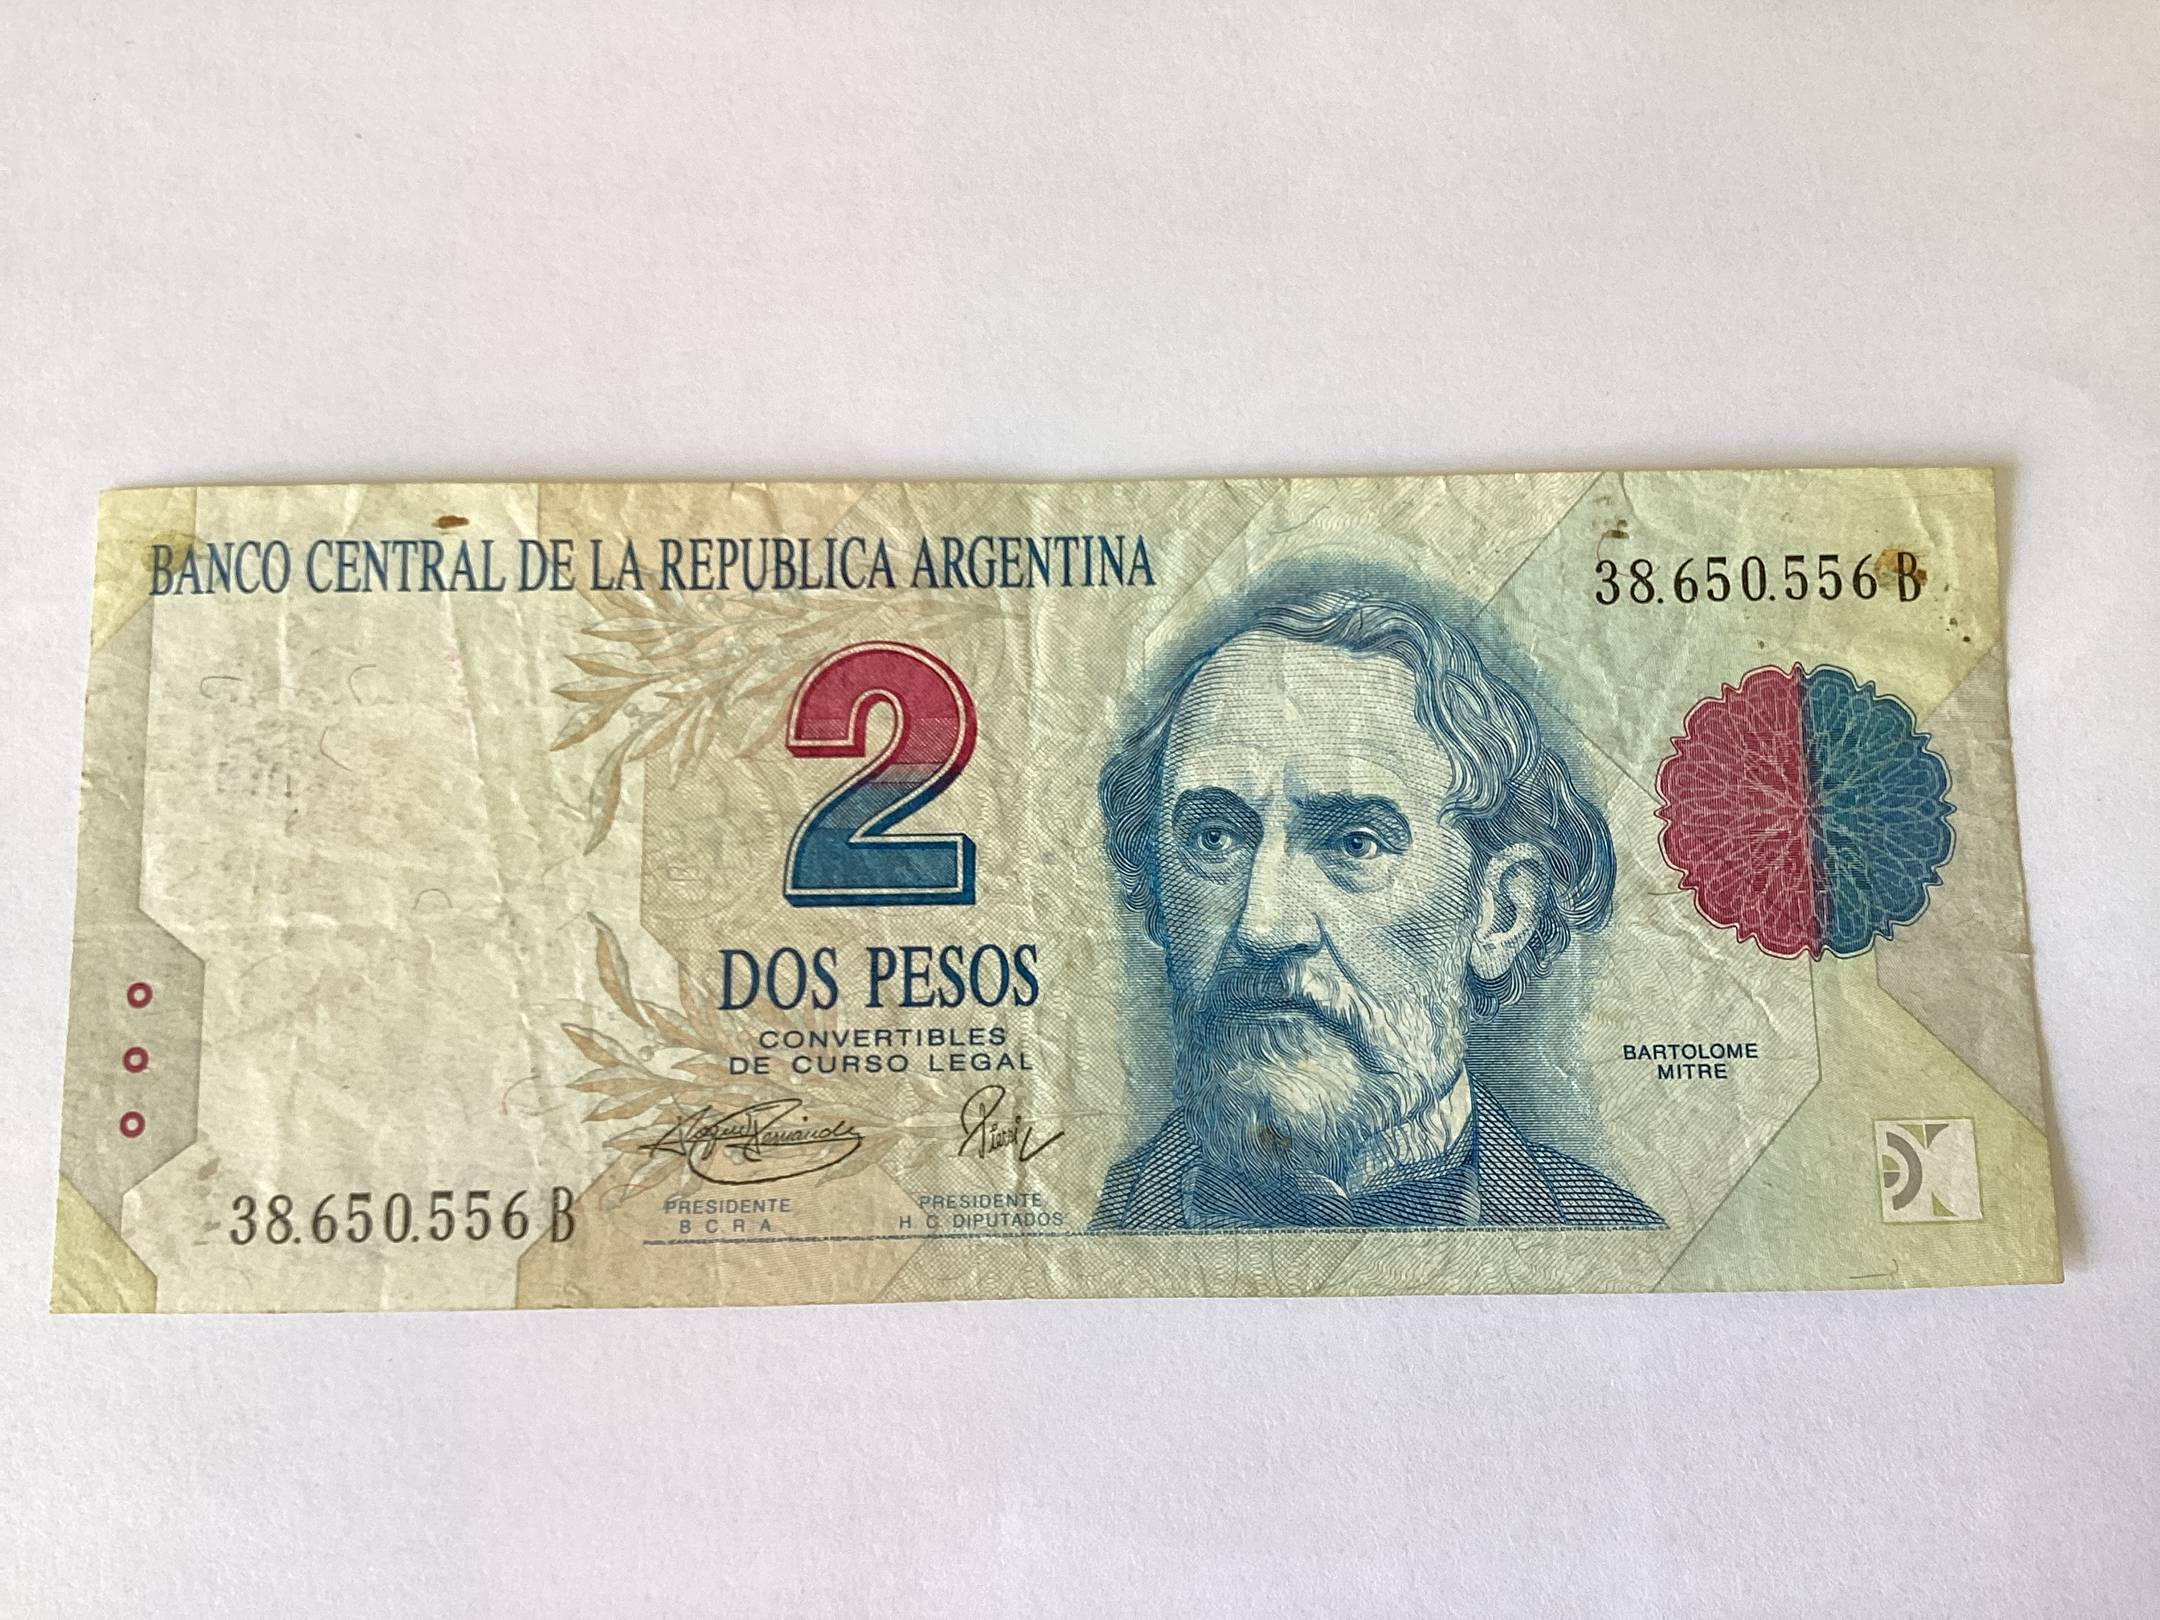 BANCO CENTRAL DE LA REPUBLICA ARGENTINA
38.650.556 B
2
DOS PESOS
CONVERTIBLES
DE CURSO LEGAL
BARTOLOME
MITRE
PRESIDENTE
B C R A
PRESIDENTE
H C DIPUTADOS
38.650.556 B